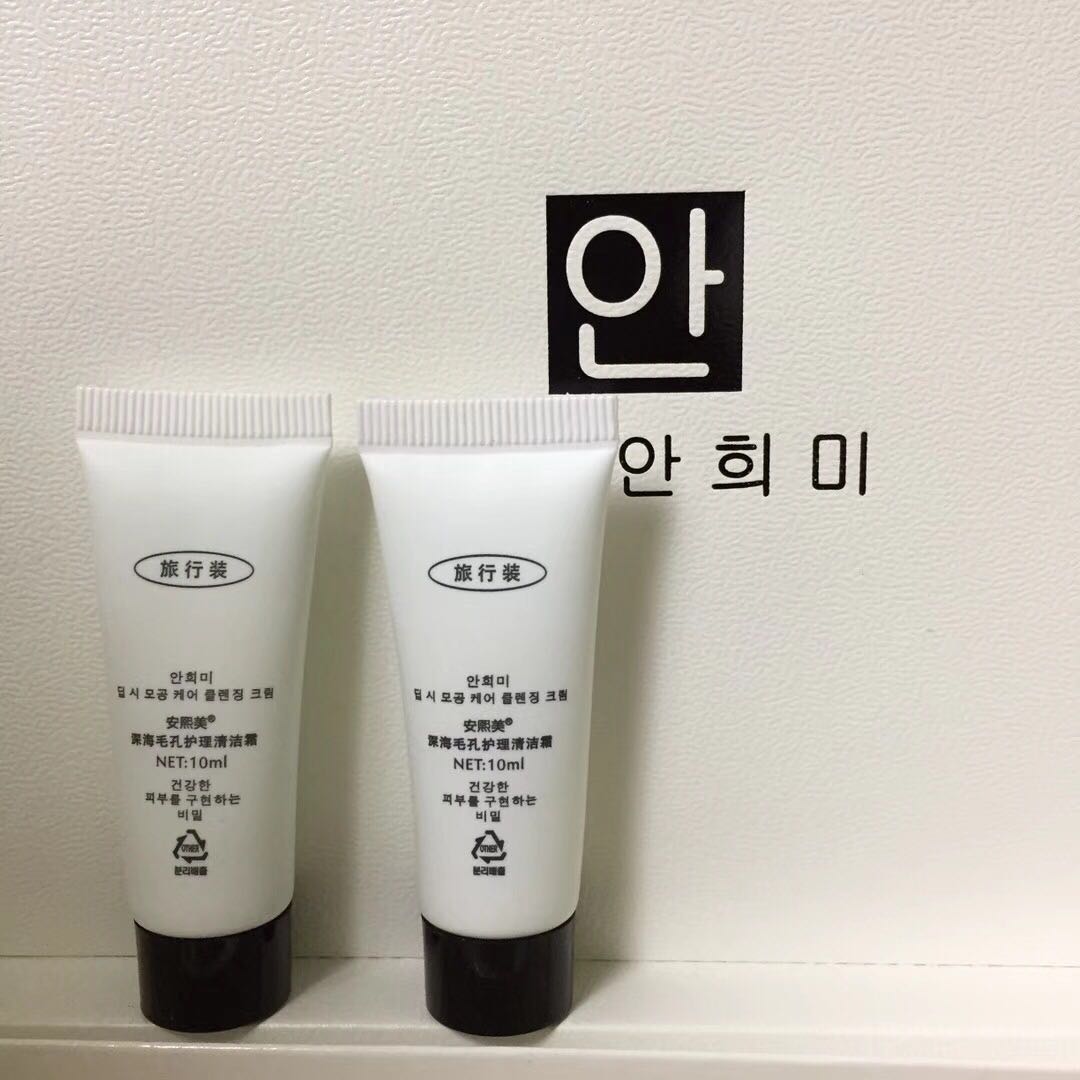 안
안희미
旅行装
안희미
딥 시 모공 케어 클렌징 크림
安熙美®
深海毛孔护理清洁霜
NET:10ml
건강한
피부를 구현하는
비밀
OTHER
분리배출
旅行装
안희미
딥 시 모공 케어 클렌징 크림
安熙美®
深海毛孔护理清洁霜
NET:10ml
건강한
피부를 구현하는
비밀
OTHER
분리배출